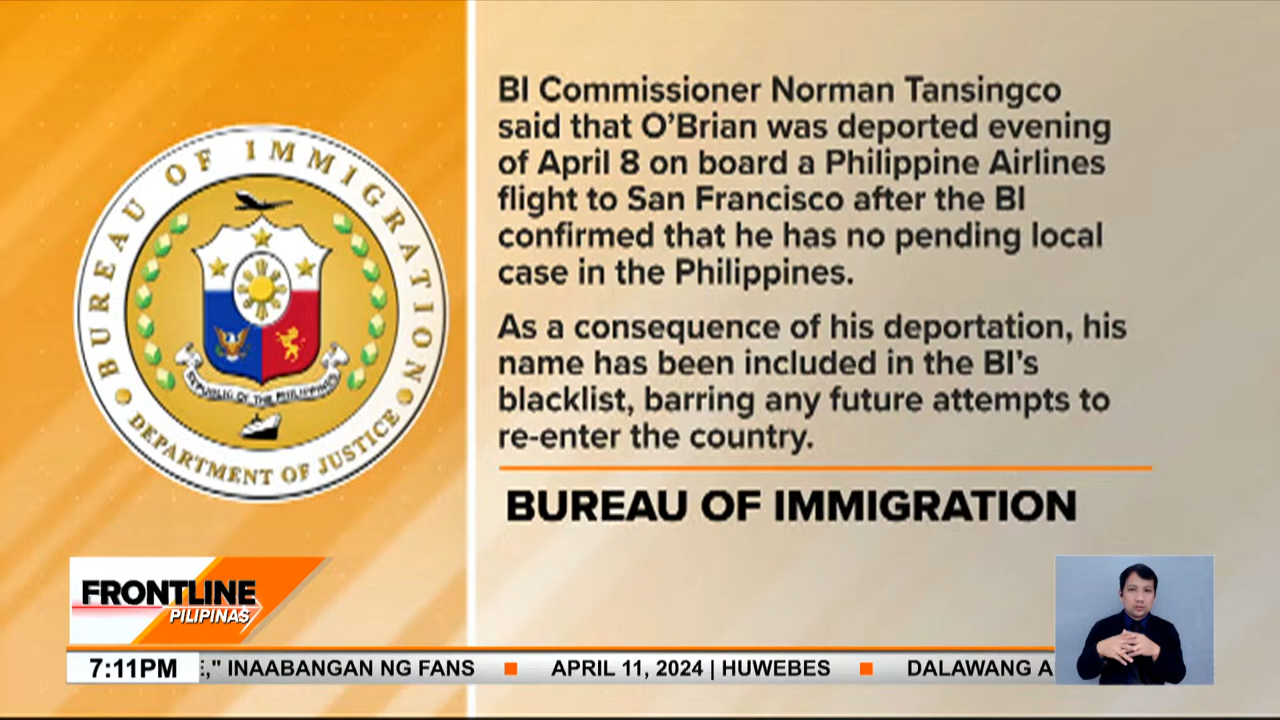 BUREAU OF IMMIGRATION
REPUBLIC OF THE PHILIPPINES
DEPARTMENT OF JUSTICE
BI Commissioner Norman Tansingco
said that O'Brian was deported evening
of April 8 on board a Philippine Airlines
flight to San Francisco after the BI
confirmed that he has no pending local
case in the Philippines.
As a consequence of his deportation, his
name has been included in the BI's
blacklist, barring any future attempts to
re-enter the country.
BUREAU OF IMMIGRATION
FRONTLINE
PILIPINAS
7:11PM
," INAABANGAN NG FANS ■ APRIL 11, 2024 | HUWEBES ■ DALAWANG A